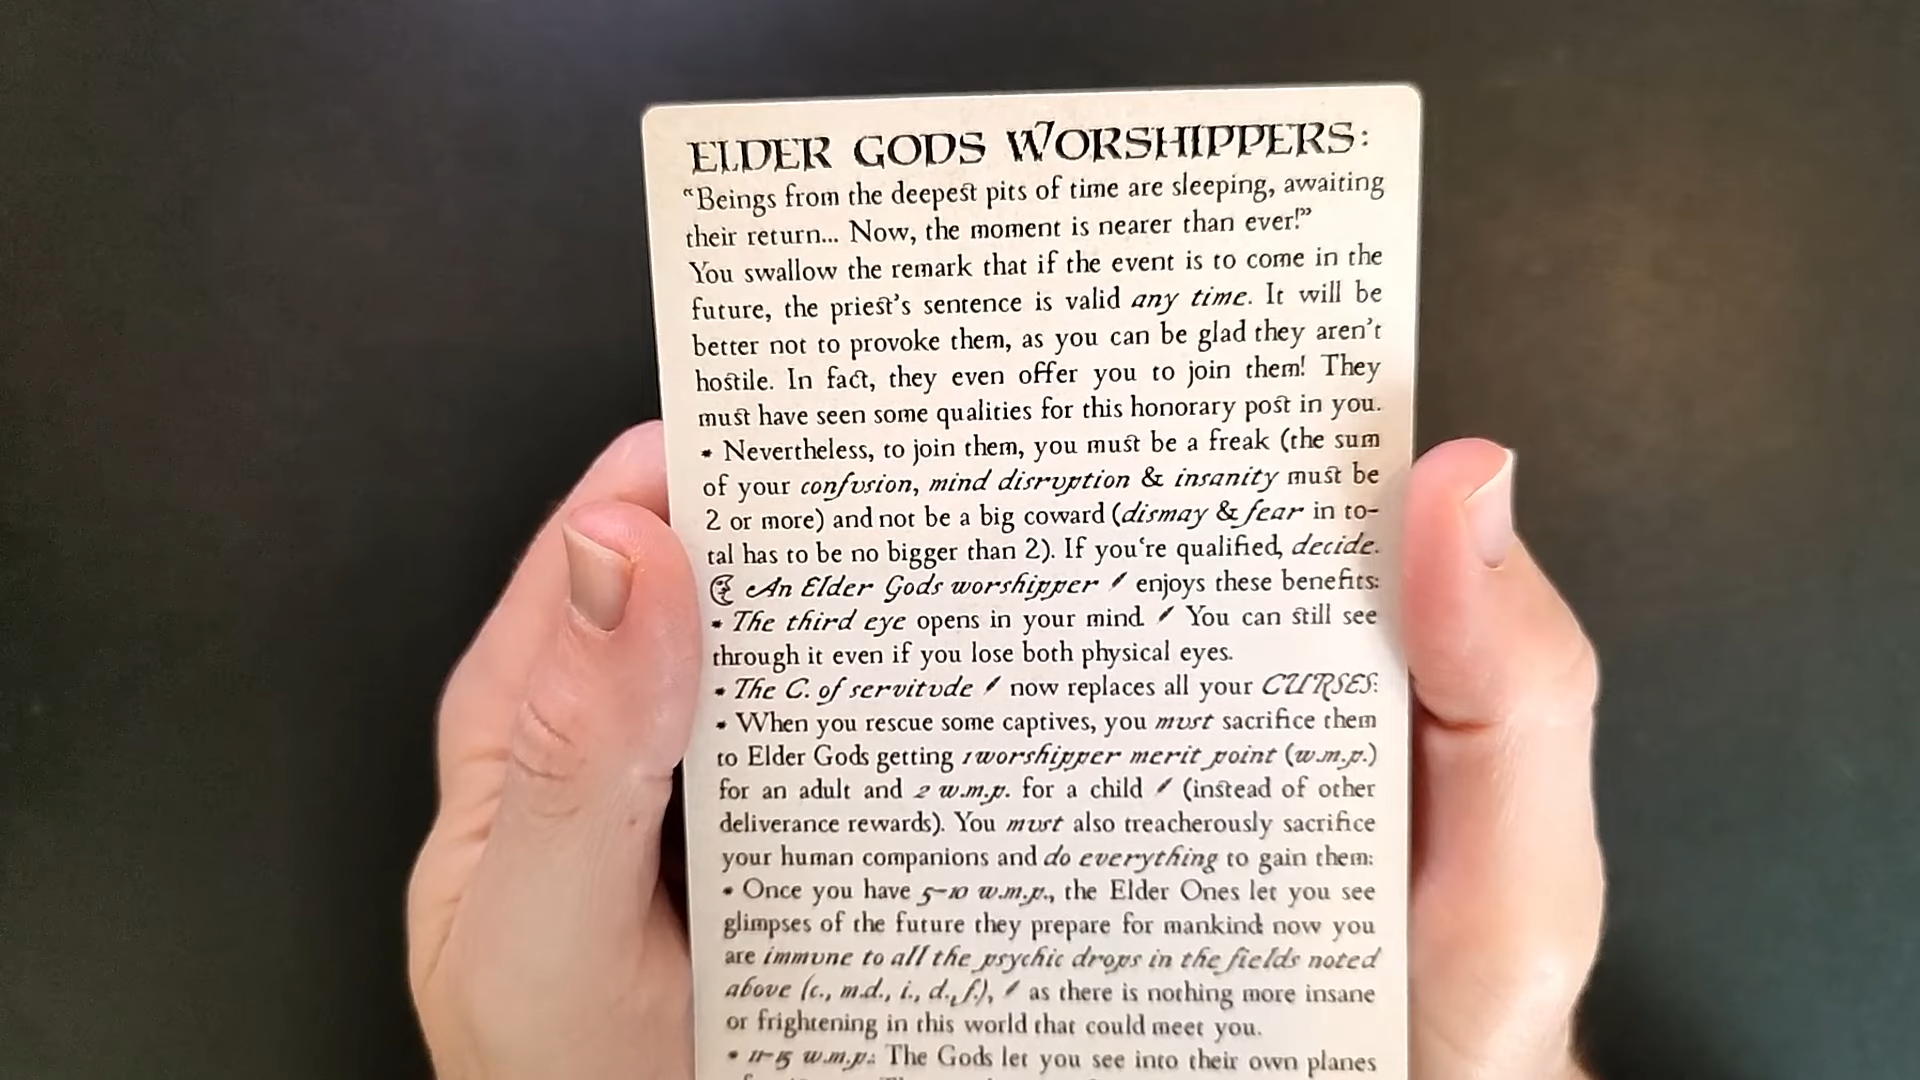 ELDER GODS WORSHIPPERS:
“Beings from the deepest pits of time are sleeping, awaiting
their return... Now, the moment is nearer than ever!”
You swallow the remark that if the event is to come in the
future, the priest’s sentence is valid any time. It will be
better not to provoke them, as you can be glad they aren’t
hostile. In fact, they even offer you to join them! They
must have seen some qualities for this honorary post in you.
• Nevertheless, to join them, you must be a freak (the sum
of your confusion, mind disruption & insanity must be
2 or more) and not be a big coward (dismay & fear in to-
tal has to be no bigger than 2). If you‘re qualified, decide.
An Elder Gods worshipper enjoys these benefits:
• The third eye opens in your mind. You can still see
through it even if you lose both physical eyes.
• The C. of servitude now replaces all your CURSES:
• When you rescue some captives, you must sacrifice them
to Elder Gods getting 1 worshipper merit point (w.m.p.)
for an adult and 2 w.m.p. for a child (instead of other
deliverance rewards). You must also treacherously sacrifice
your human companions and do everything to gain them:
• Once you have 5-10 w.m.p., the Elder Ones let you see
glimpses of the future they prepare for mankind now you
are immune to all the psychic drops in the fields noted
above (c., m.d., i., d., f.), as there is nothing more insane
or frightening in this world that could meet you.
• 11-15 w.m.p.: The Gods let you see into their own planes